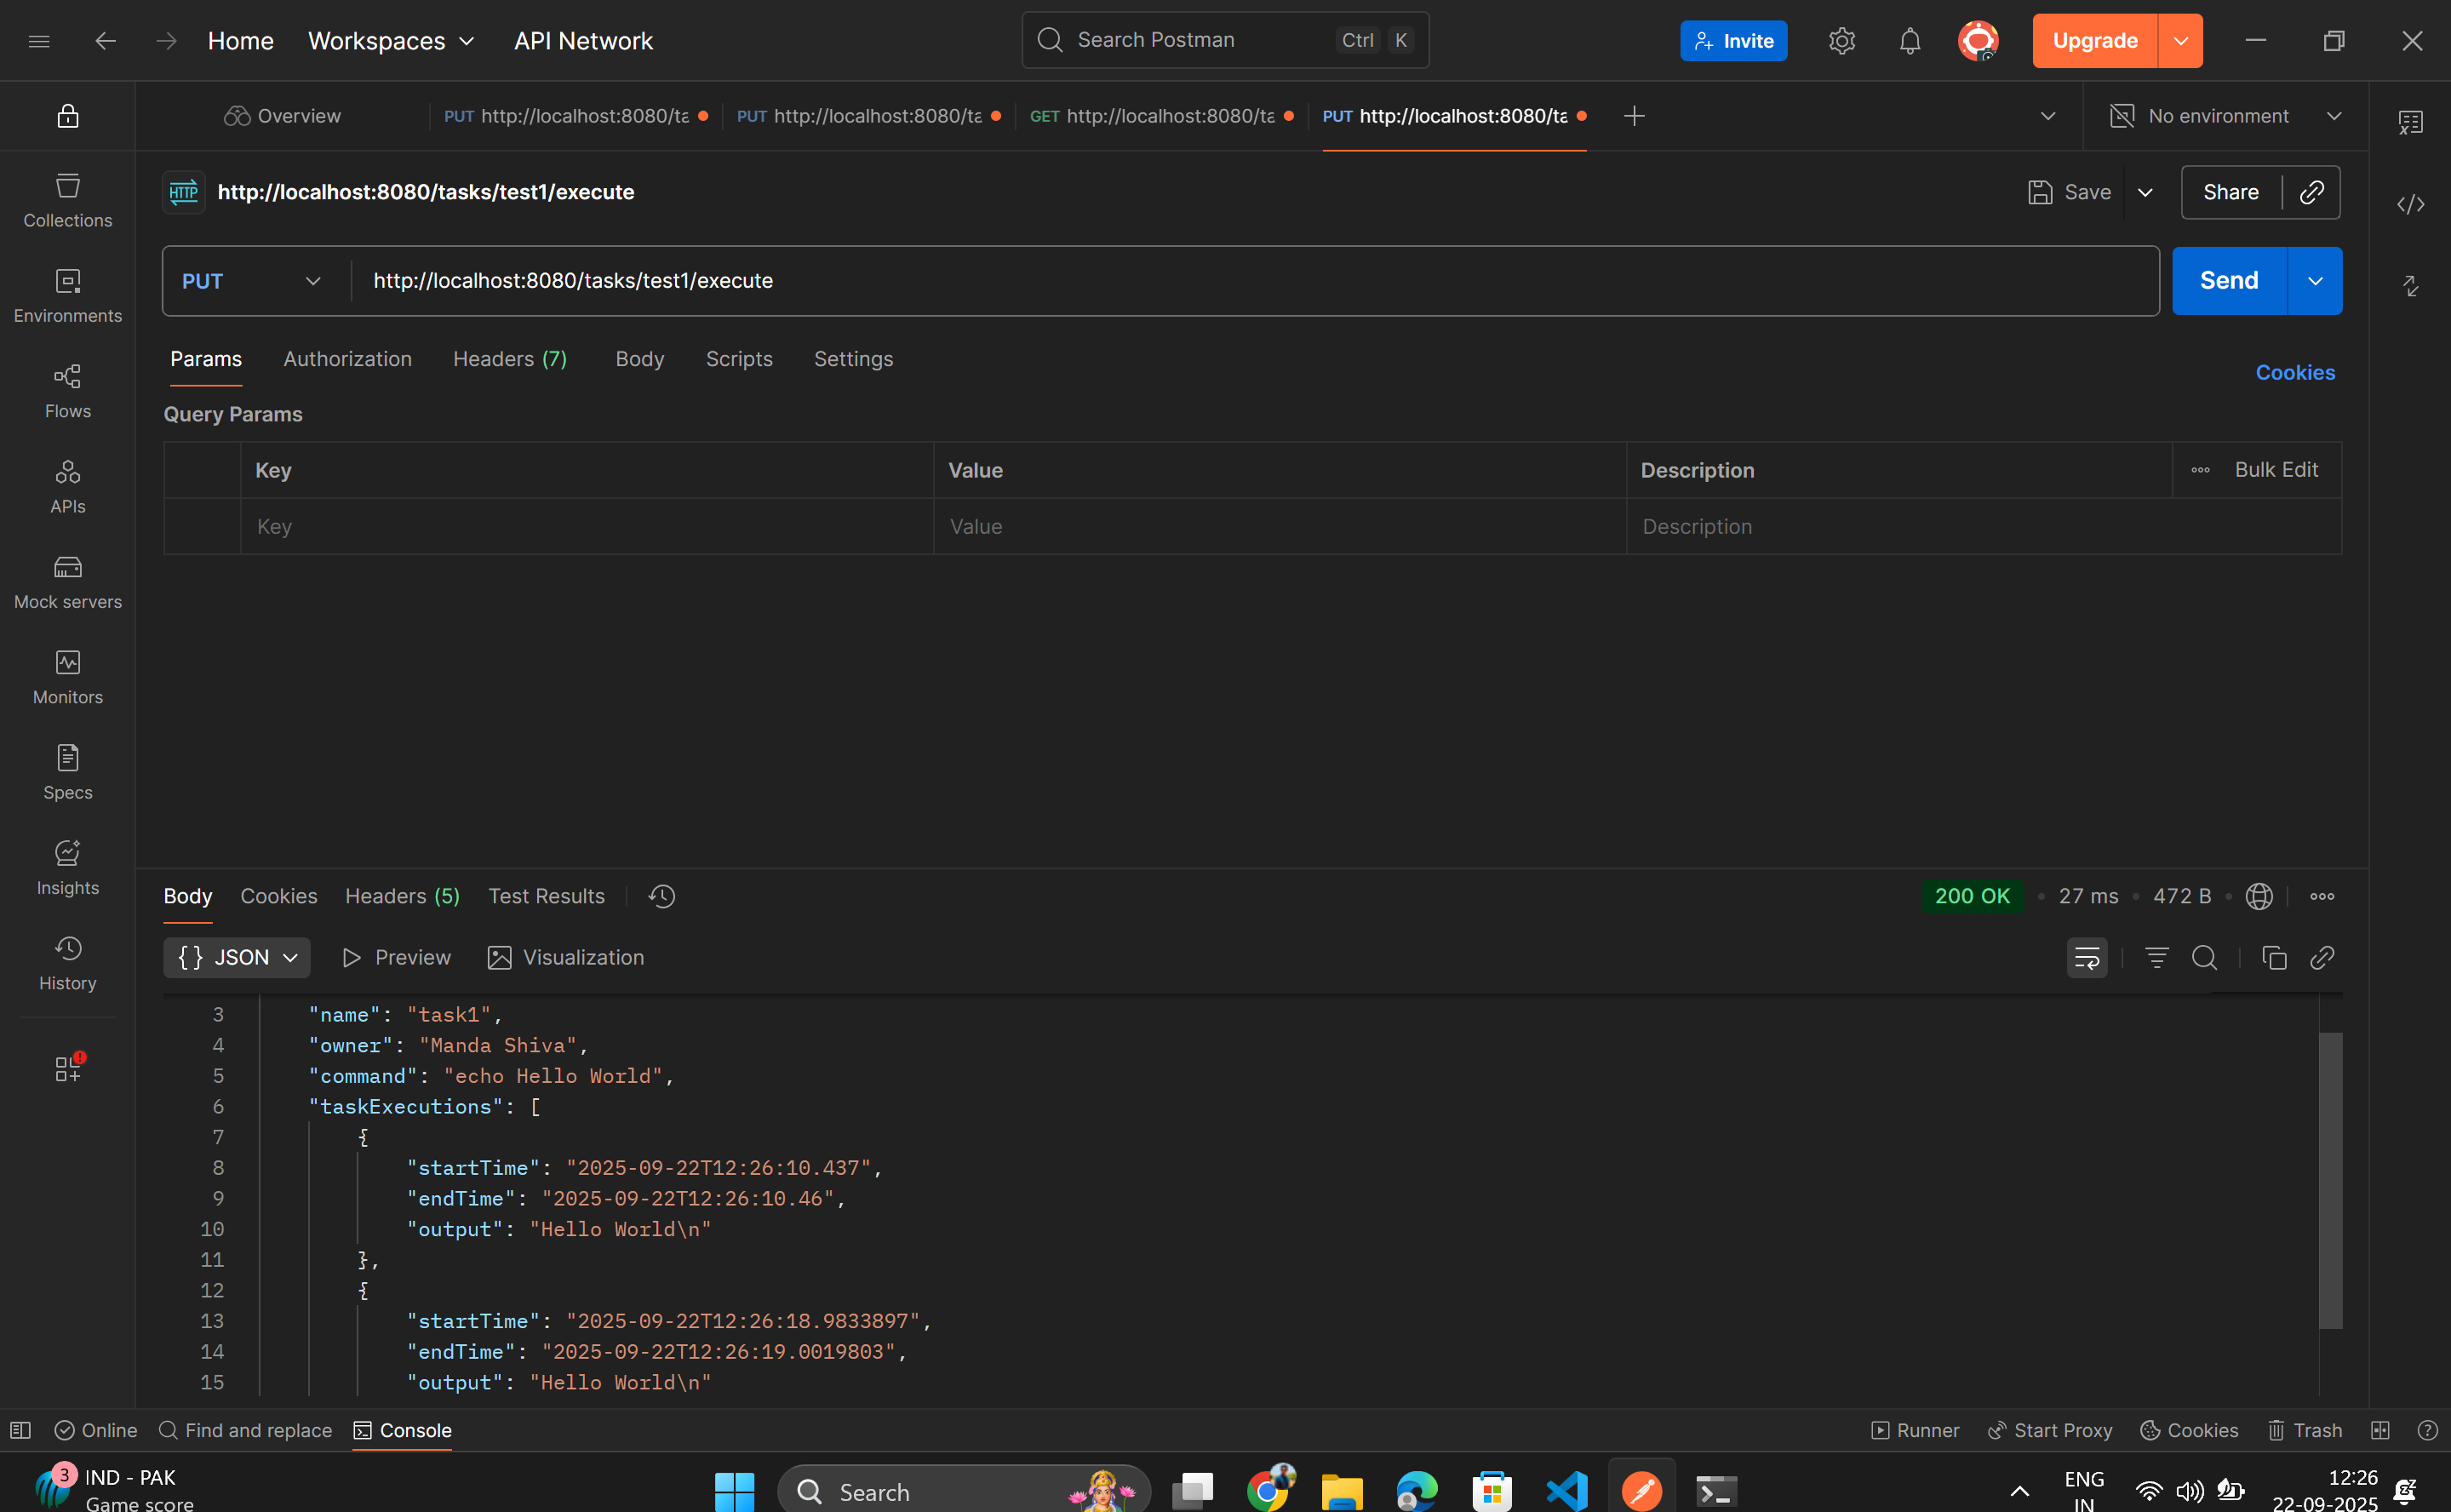 Home Workspaces API Network Search Postman Ctrl K Invite Upgrade
Overview PUT http://localhost:8080/ta PUT http://localhost:8080/ta GET http://localhost:8080/ta PUT http://localhost:8080/ta No environment
HTTP http://localhost:8080/tasks/test1/execute Save Share
PUT http://localhost:8080/tasks/test1/execute Send
Params Authorization Headers (7) Body Scripts Settings Cookies
Query Params
Key Value Description Bulk Edit
Key Value Description
Collections
Environments
Flows
APIs
Mock servers
Monitors
Specs
Insights
History
Body Cookies Headers (5) Test Results 200 OK 27 ms 472 B
{} JSON Preview Visualization
3 "name": "task1",
4 "owner": "Manda Shiva",
5 "command": "echo Hello World",
6 "taskExecutions": [
7 {
8 "startTime": "2025-09-22T12:26:10.437",
9 "endTime": "2025-09-22T12:26:10.46",
10 "output": "Hello World\n"
11 },
12 {
13 "startTime": "2025-09-22T12:26:18.9833897",
14 "endTime": "2025-09-22T12:26:19.0019803",
15 "output": "Hello World\n"
Online Find and replace Console Runner Start Proxy Cookies Trash
3 IND - PAK
Game score
Search
ENG
IN
12:26
22-09-2025